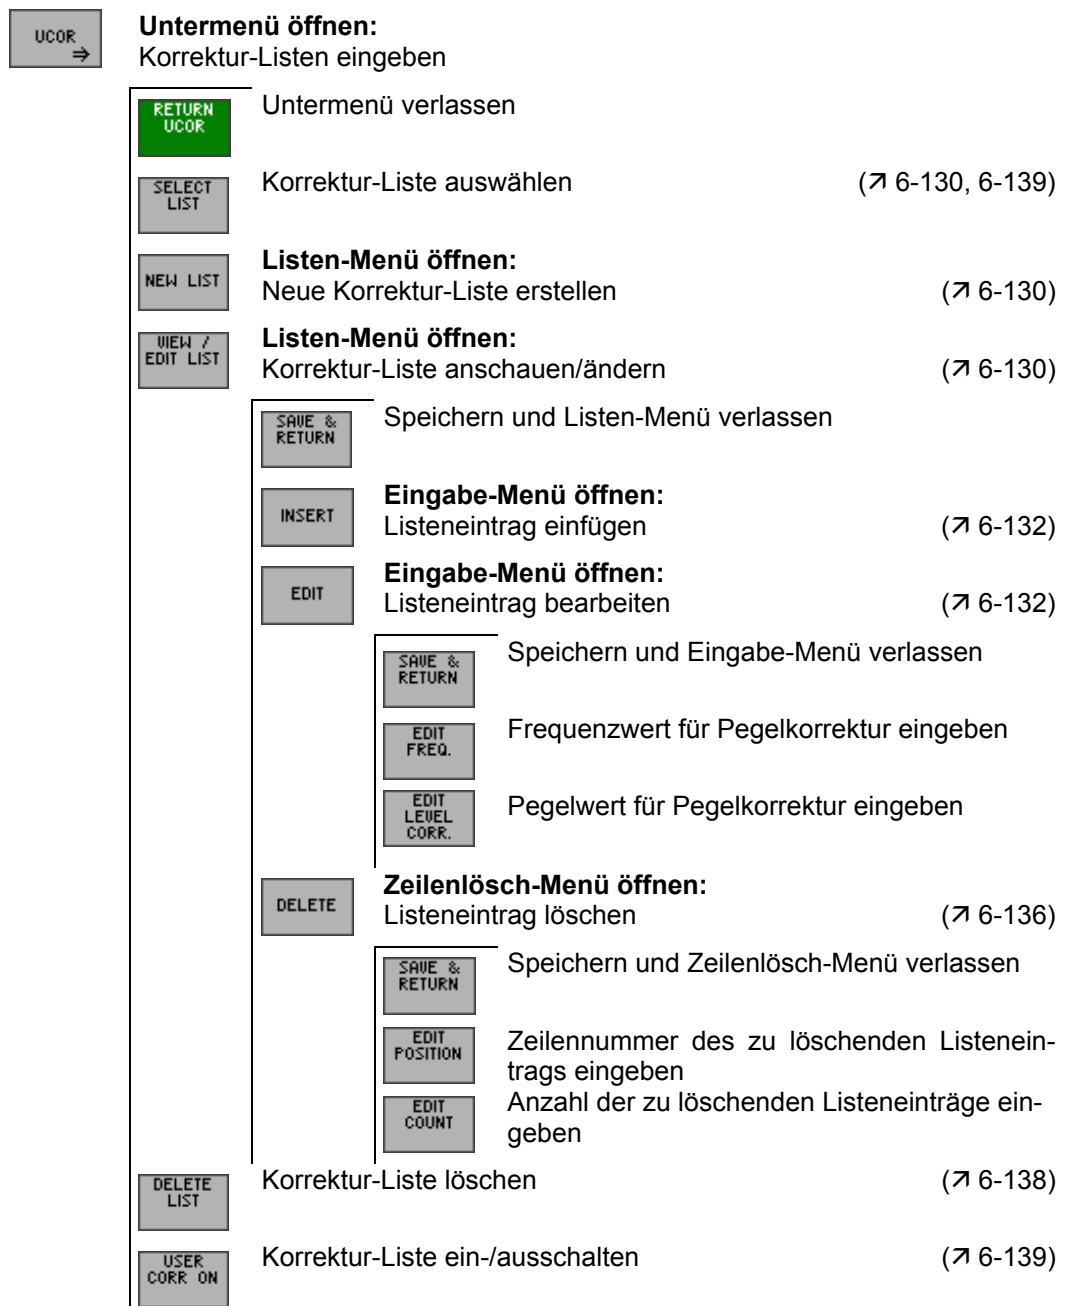 UCOR
⇒
Untermenü öffnen:
Korrektur-Listen eingeben
RETURN
UCOR
Untermenü verlassen
SELECT
LIST
Korrektur-Liste auswählen (↗ 6-130, 6-139)
NEW LIST
Listen-Menü öffnen:
Neue Korrektur-Liste erstellen (↗ 6-130)
VIEW /
EDIT LIST
Listen-Menü öffnen:
Korrektur-Liste anschauen/ändern (↗ 6-130)
SAVE &
RETURN
Speichern und Listen-Menü verlassen
INSERT
Eingabe-Menü öffnen:
Listeneintrag einfügen (↗ 6-132)
EDIT
Eingabe-Menü öffnen:
Listeneintrag bearbeiten (↗ 6-132)
SAVE &
RETURN
Speichern und Eingabe-Menü verlassen
EDIT
FREQ.
Frequenzwert für Pegelkorrektur eingeben
EDIT
LEVEL
CORR.
Pegelwert für Pegelkorrektur eingeben
DELETE
Zeilenlösch-Menü öffnen:
Listeneintrag löschen (↗ 6-136)
SAVE &
RETURN
Speichern und Zeilenlösch-Menü verlassen
EDIT
POSITION
Zeilennummer des zu löschenden Listenein-
trags eingeben
EDIT
COUNT
Anzahl der zu löschenden Listeneinträge ein-
geben
DELETE
LIST
Korrektur-Liste löschen (↗ 6-138)
USER
CORR ON
Korrektur-Liste ein-/ausschalten (↗ 6-139)